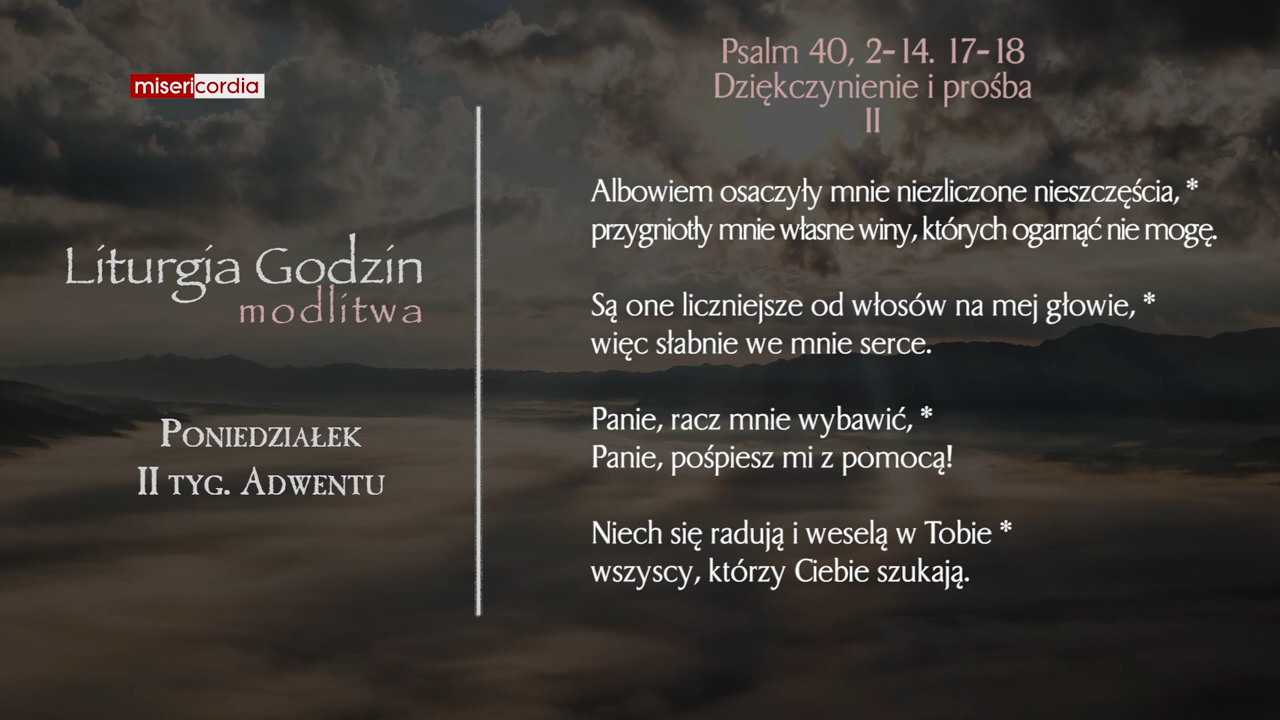 misericordia
Liturgia Godzin
modlitwa
Poniedziałek
II tyg. Adwentu
Psalm 40, 2-14. 17-18
Dziękczynienie i prośba
II
Albowiem osaczyły mnie niezliczone nieszczęścia, *
przygniotły mnie własne winy, których ogarnąć nie mogę.
Są one liczniejsze od włosów na mej głowie, *
więc słabnie we mnie serce.
Panie, racz mnie wybawić, *
Panie, pośpiesz mi z pomocą!
Niech się radują i weselą w Tobie *
wszyscy, którzy Ciebie szukają.